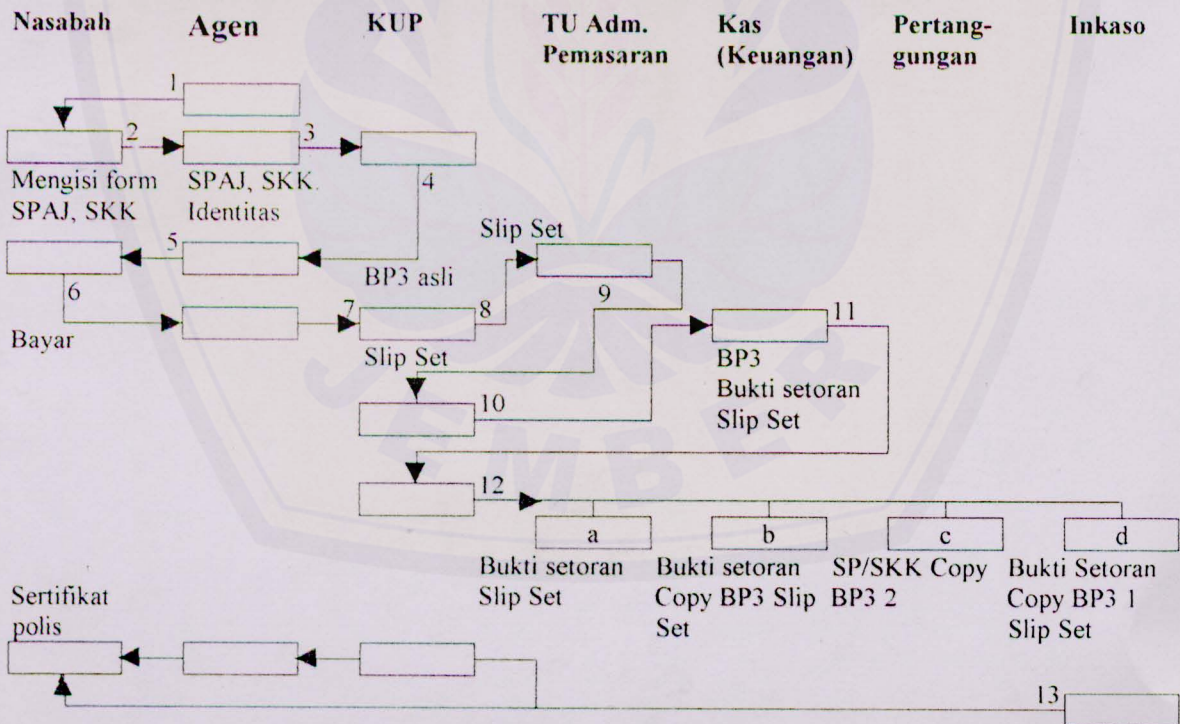 Nasabah Agen KUP TU Adm. Pemasaran Kas (Keuangan) Pertang- gungan Inkaso
1
2 3
Mengisi form SPAJ, SKK
SPAJ, SKK. Identitas
4
5
BP3 asli
Slip Set
6
Bayar
7
Slip Set
8
9
10
BP3
Bukti setoran
Slip Set
11
12
a b c d
Bukti setoran
Slip Set
Bukti setoran
Copy BP3 Slip
Set
SP/SKK Copy
BP3 2
Bukti Setoran
Copy BP3 1
Slip Set
Sertifikat
polis
13
JEMBER